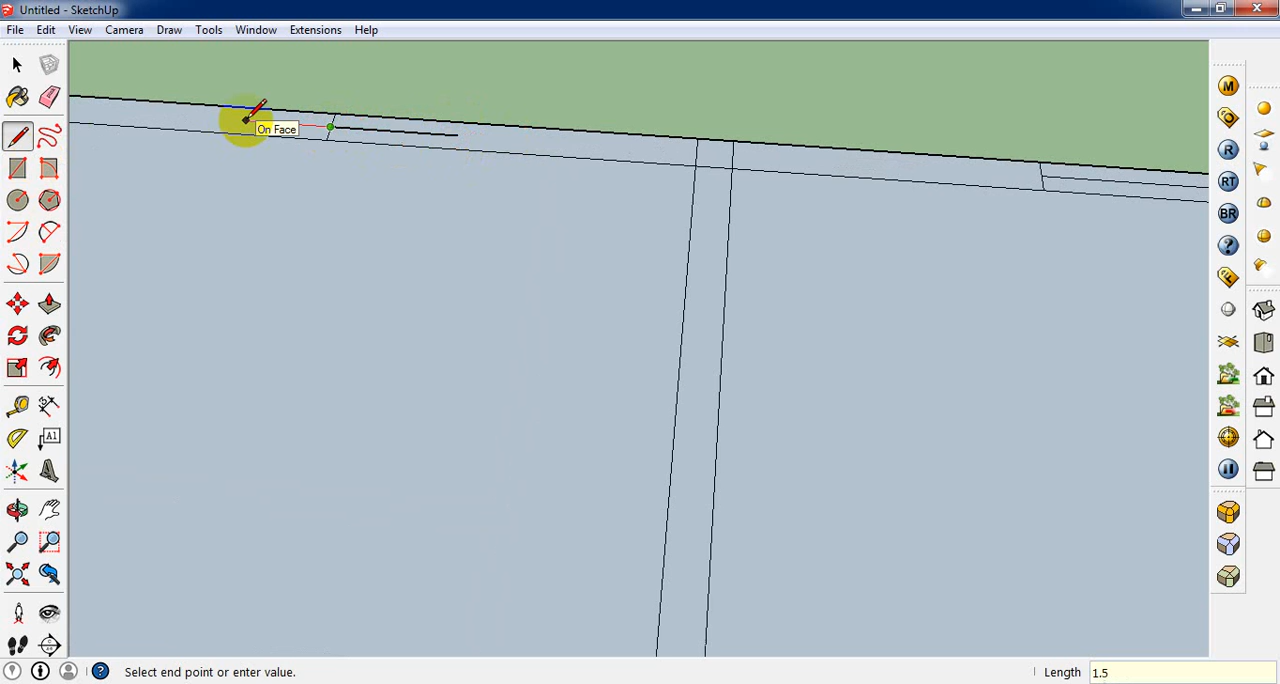 Untitled - SketchUp
File Edit View Camera Draw Tools Window Extensions Help
M
On Face
R
RT
BR
?
F
A1
? Select end point or enter value. Length 1.5